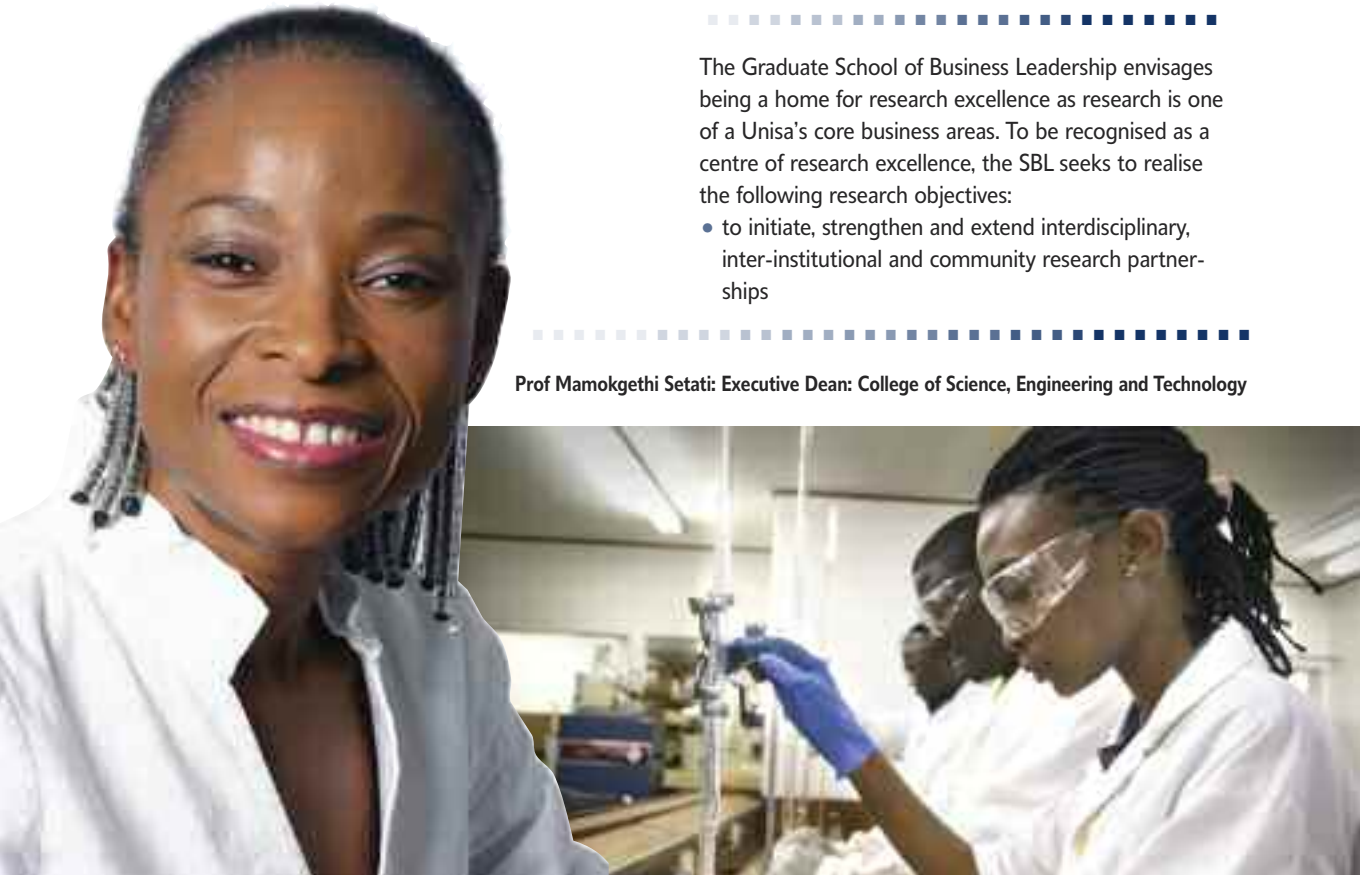 The Graduate School of Business Leadership envisages
being a home for research excellence as research is one
of a Unisa's core business areas. To be recognised as a
centre of research excellence, the SBL seeks to realise
the following research objectives:
• to initiate, strengthen and extend interdisciplinary,
inter-institutional and community research partner-
ships
Prof Mamokgethi Setati: Executive Dean: College of Science, Engineering and Technology